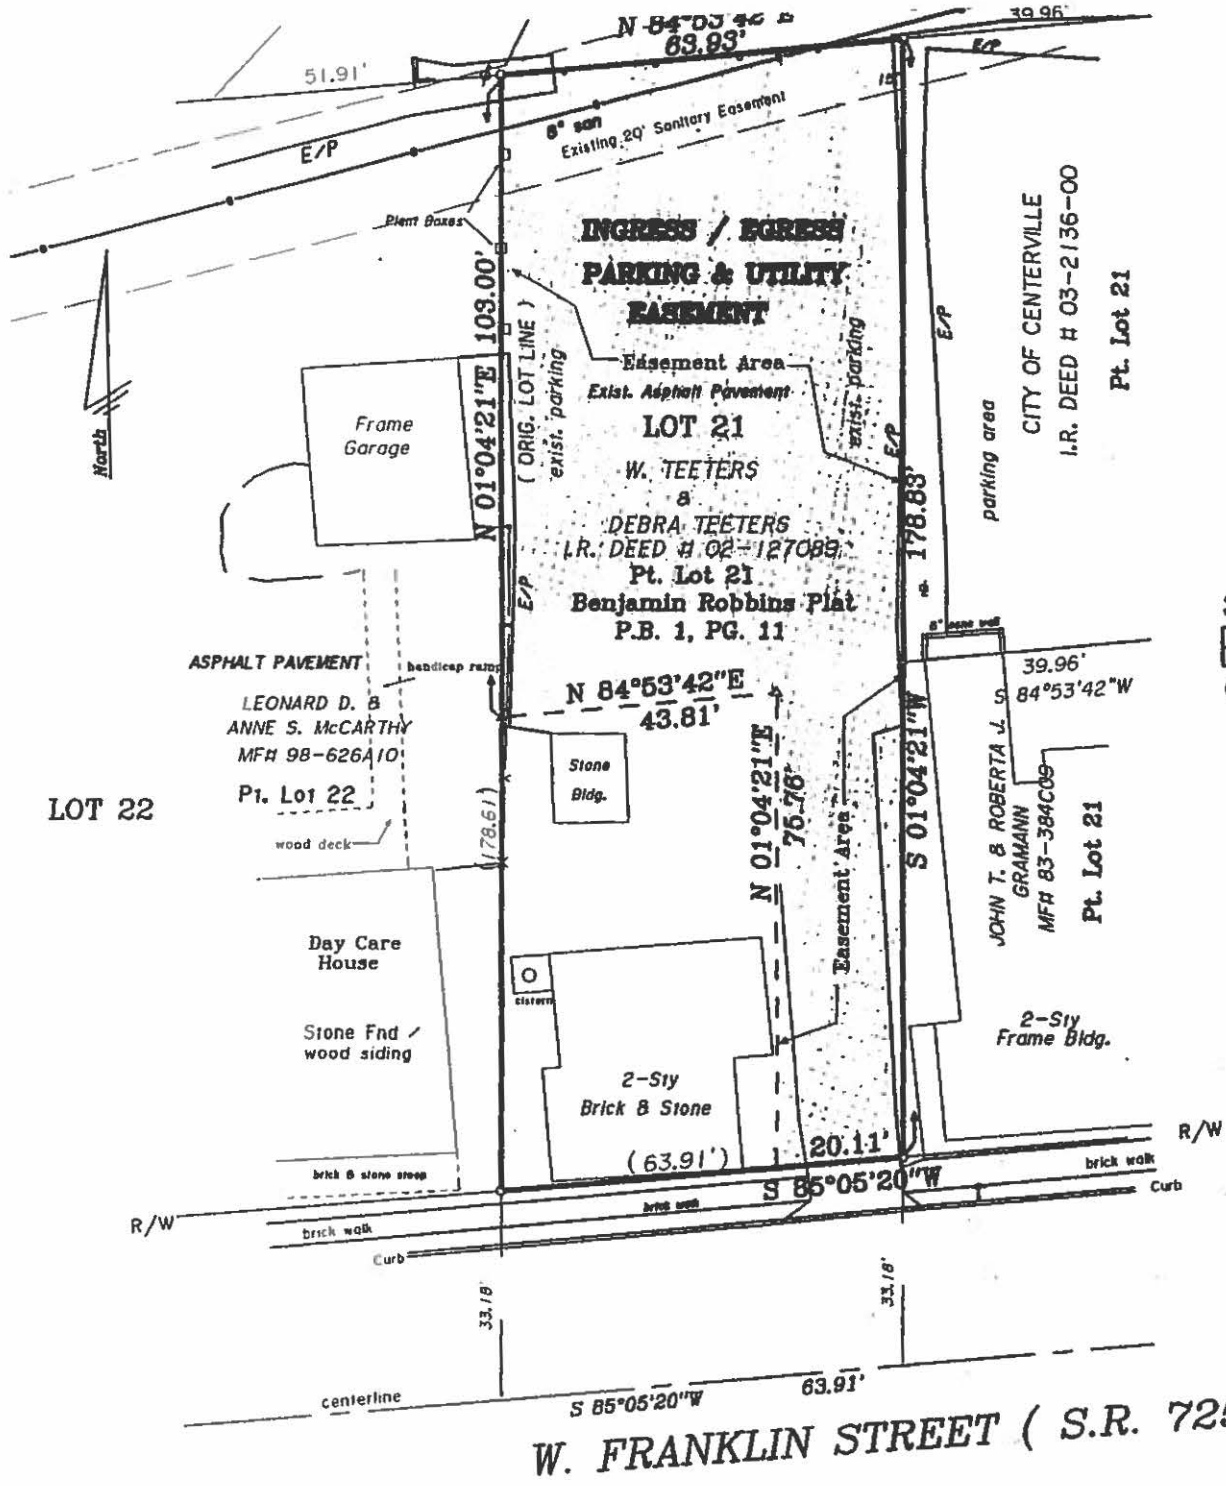 N 84°53'42" E
63.93'
39.96'
51.91'
E/P
E/P
10'
8" san
Existing 20' Sanitary Easement
Plant Boxes
INGRESS / EGRESS
PARKING & UTILITY
EASEMENT
Easement Area
Exist. Asphalt Pavement
LOT 21
W. TEETERS
&
DEBRA TEETERS
I.R. DEED # 02-127089
Pt. Lot 21
Benjamin Robbins Plat
P.B. 1, PG. 11
N 01°04'21"E 103.00'
( ORIG. LOT LINE )
exist. parking
exist. parking
E/P
E/P
E/P
178.83'
S 01°04'21"W
CITY OF CENTERVILLE
I.R. DEED # 03-2136-00
Pt. Lot 21
parking area
North
Frame
Garage
ASPHALT PAVEMENT
handicap ramp
LEONARD D. &
ANNE S. McCARTHY
MF# 98-626A10
Pt. Lot 22
LOT 22
wood deck
(178.61)
N 84°53'42"E
43.81'
Stone
Bldg.
N 01°04'21"E
75.76'
Easement Area
8" conc wall
39.96'
S 84°53'42"W
JOHN T. & ROBERTA J.
GRAMANN
MF# 83-384C09
Pt. Lot 21
Day Care
House
Stone Fnd /
wood siding
cistern
2-Sty
Brick & Stone
2-Sty
Frame Bldg.
(63.91')
20.11'
S 85°05'20"W
brick & stone stoop
R/W
R/W
brick walk
brick walk
brick walk
Curb
Curb
33.18'
33.18'
centerline
S 85°05'20"W
63.91'
W. FRANKLIN STREET ( S.R. 725